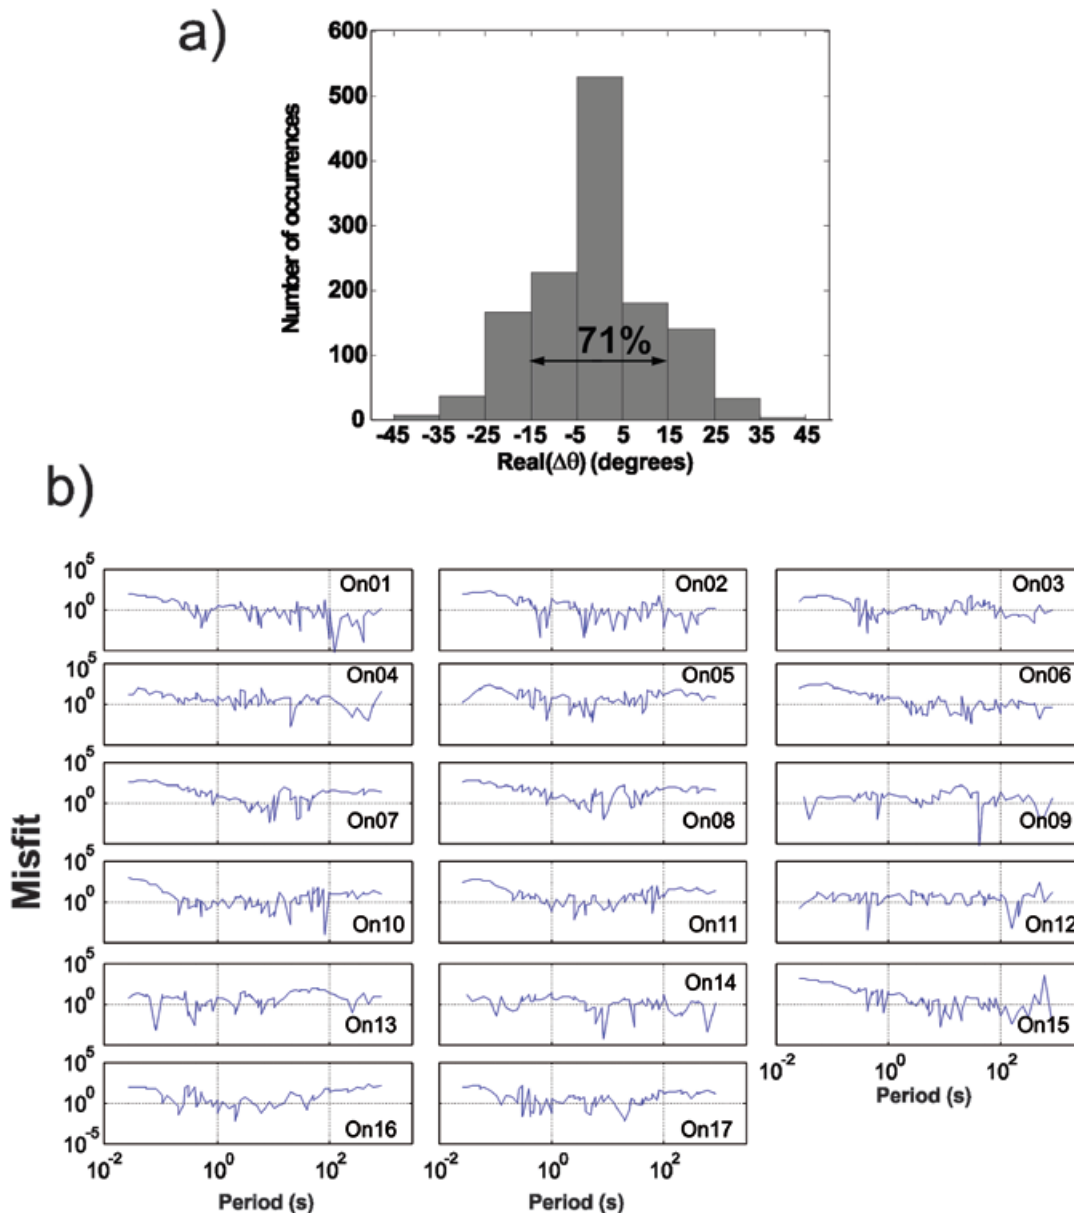 a)
600
500
400
300
200
100
0
Number of occurrences
71%
-45 -35 -25 -15 -5 5 15 25 35 45
Real(Δθ) (degrees)
b)
Misfit
10^5
10^0
On01
On02
On03
10^5
10^0
On04
On05
On06
10^5
10^0
On07
On08
On09
10^5
10^0
On10
On11
On12
10^5
10^0
On13
On14
On15
10^-2 10^0 10^2
Period (s)
10^5
10^0
10^-5
On16
On17
10^-2 10^0 10^2
10^-2 10^0 10^2
Period (s)
Period (s)